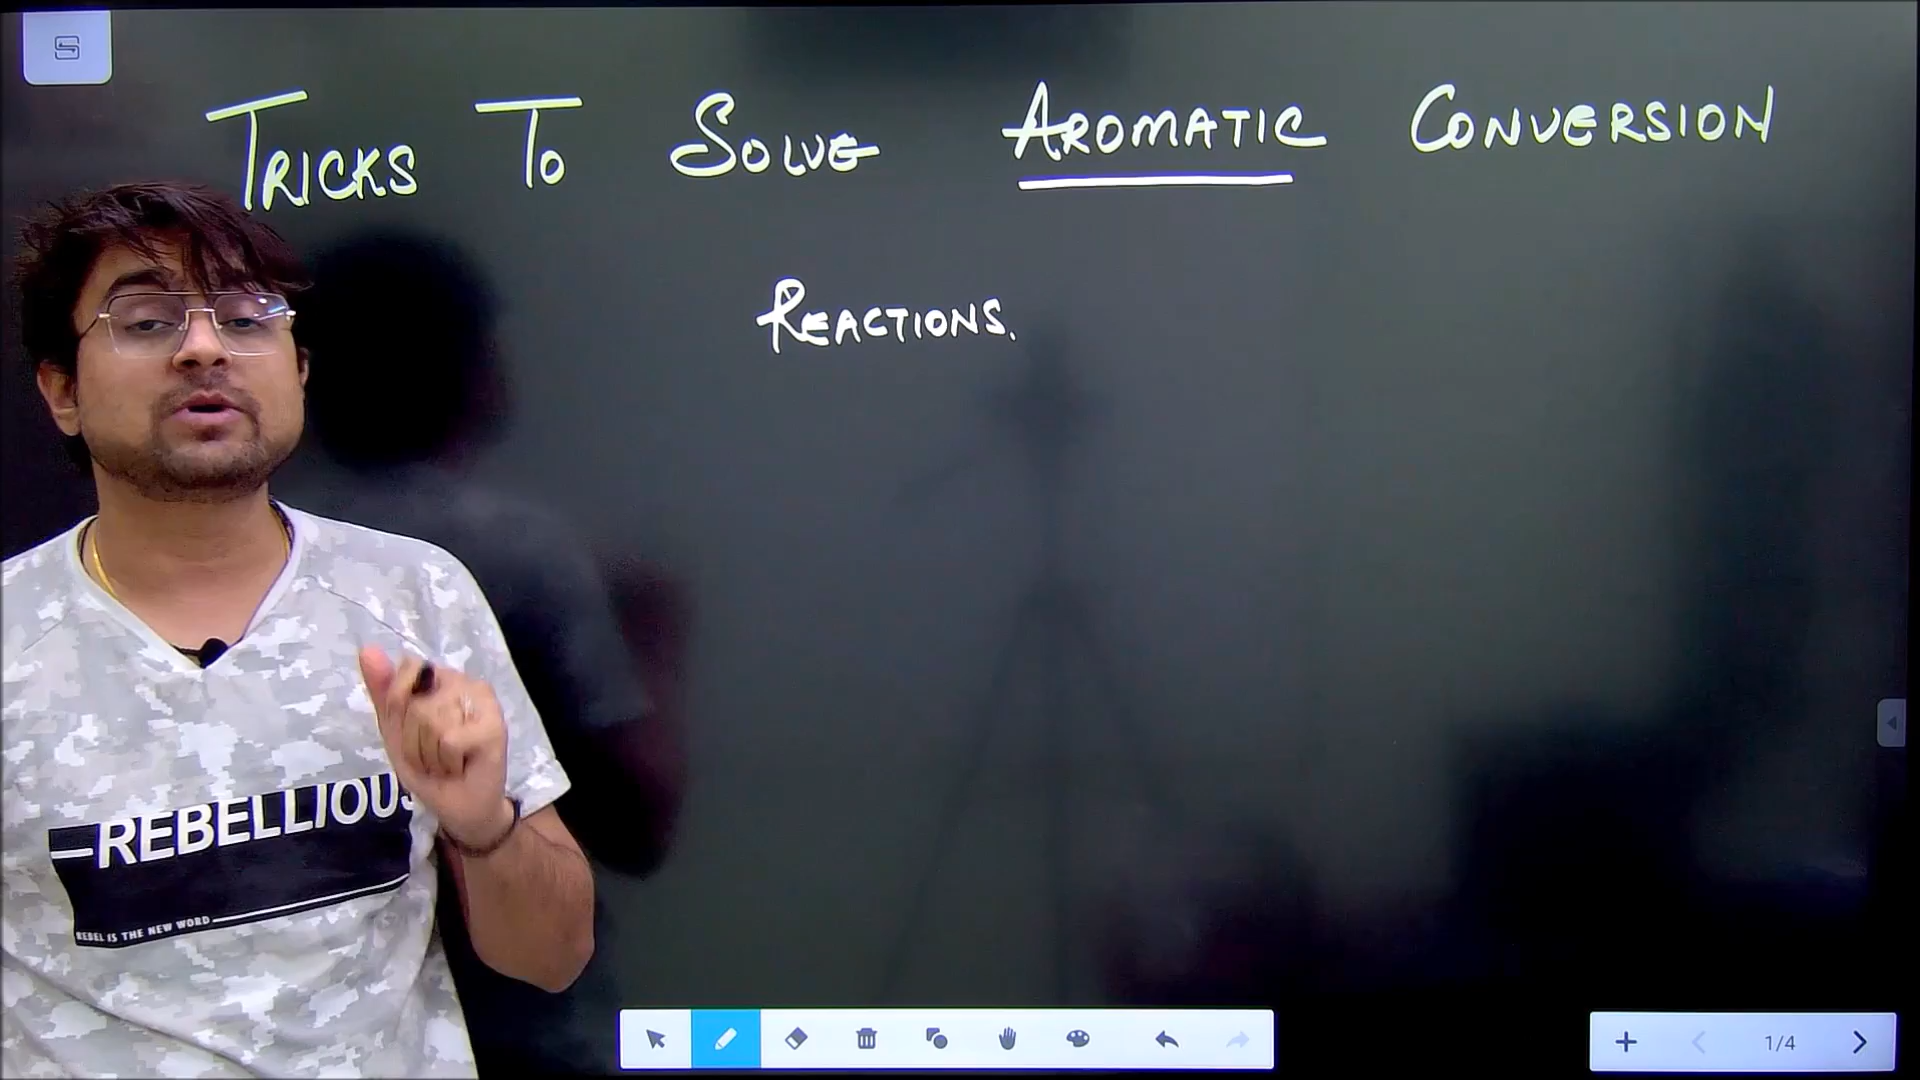 TRICKS TO SOLVE AROMATIC CONVERSION
REACTIONS.
REBELLIOUS
REBEL IS THE NEW WORD
1/4